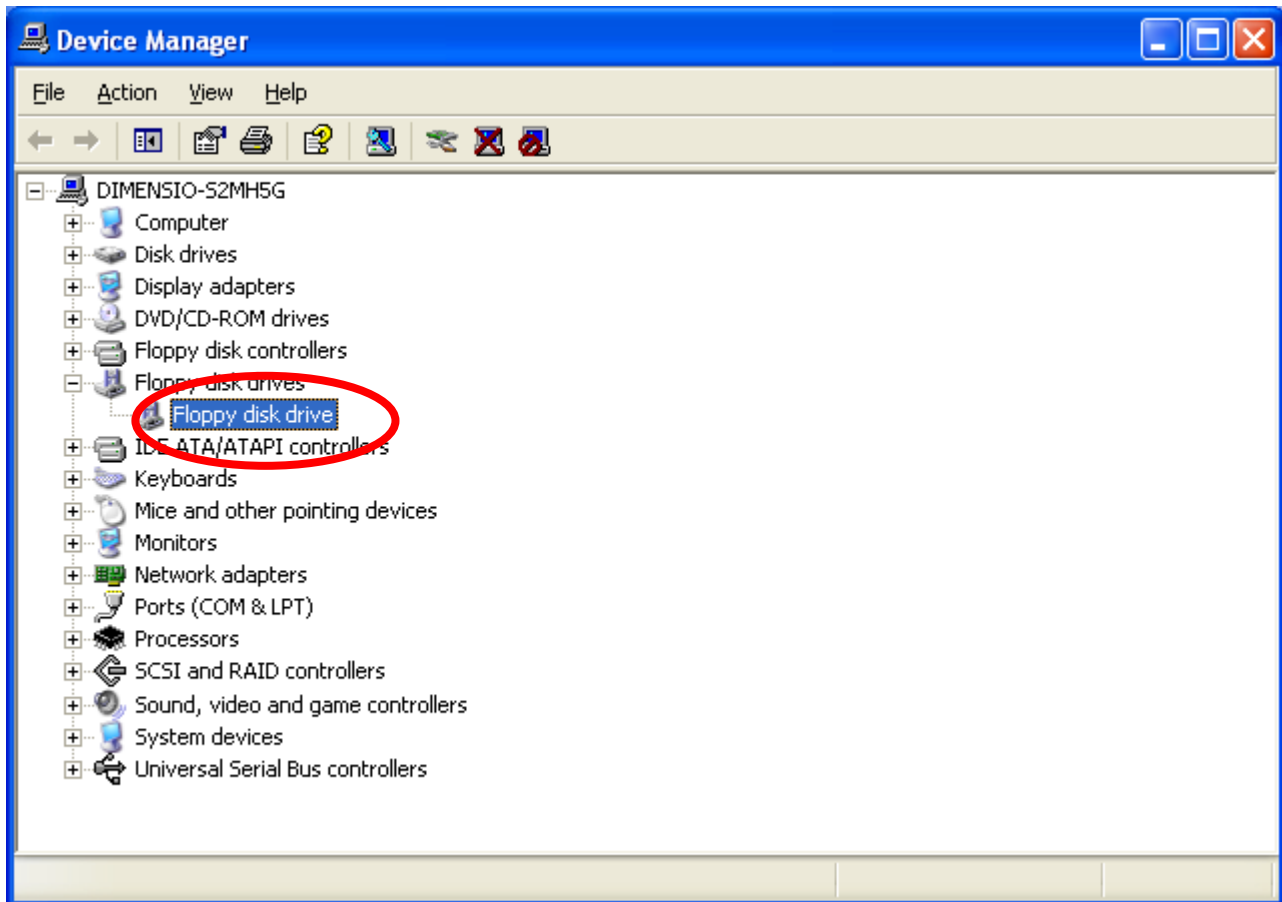 Device Manager
File Action View Help
DIMENSIO-S2MH5G
Computer
Disk drives
Display adapters
DVD/CD-ROM drives
Floppy disk controllers
Floppy disk drives
Floppy disk drive
IDE ATA/ATAPI controllers
Keyboards
Mice and other pointing devices
Monitors
Network adapters
Ports (COM & LPT)
Processors
SCSI and RAID controllers
Sound, video and game controllers
System devices
Universal Serial Bus controllers